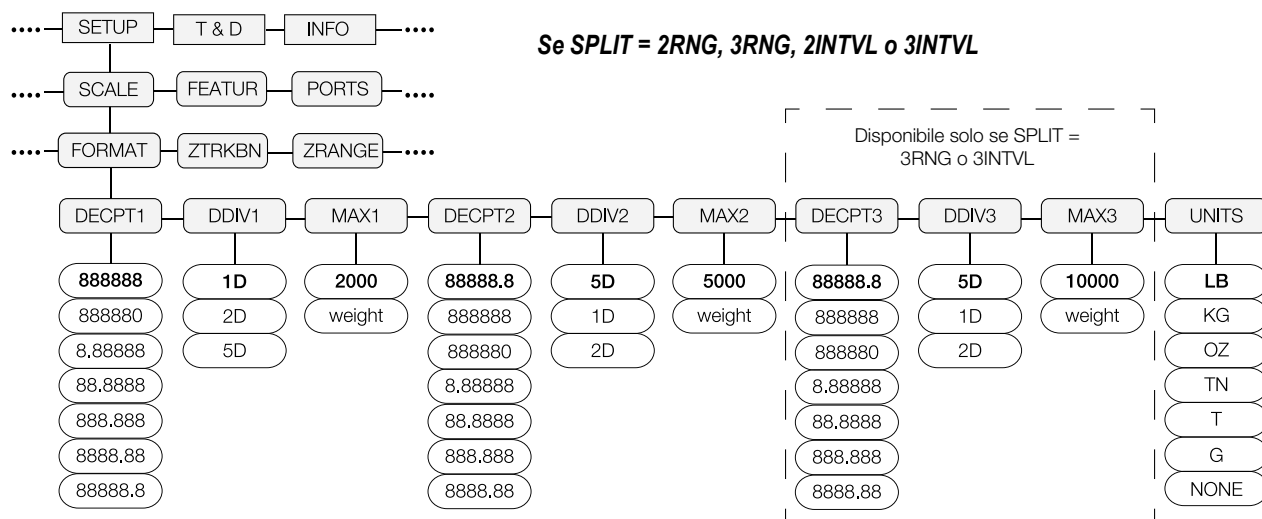 •••• SETUP T & D INFO ••••
Se SPLIT = 2RNG, 3RNG, 2INTVL o 3INTVL
•••• SCALE FEATUR PORTS ••••
•••• FORMAT ZTRKBN ZRANGE ••••
Disponibile solo se SPLIT =
3RNG o 3INTVL
DECPT1 DDIV1 MAX1 DECPT2 DDIV2 MAX2 DECPT3 DDIV3 MAX3 UNITS
888888 1D 2000 88888.8 5D 5000 88888.8 5D 10000 LB
888880 2D weight 888888 1D weight 888888 1D weight KG
8.88888 5D 888880 2D 888880 2D OZ
88.8888 8.88888 8.88888 TN
888.888 88.8888 88.8888 T
8888.88 888.888 888.888 G
88888.8 8888.88 8888.88 NONE